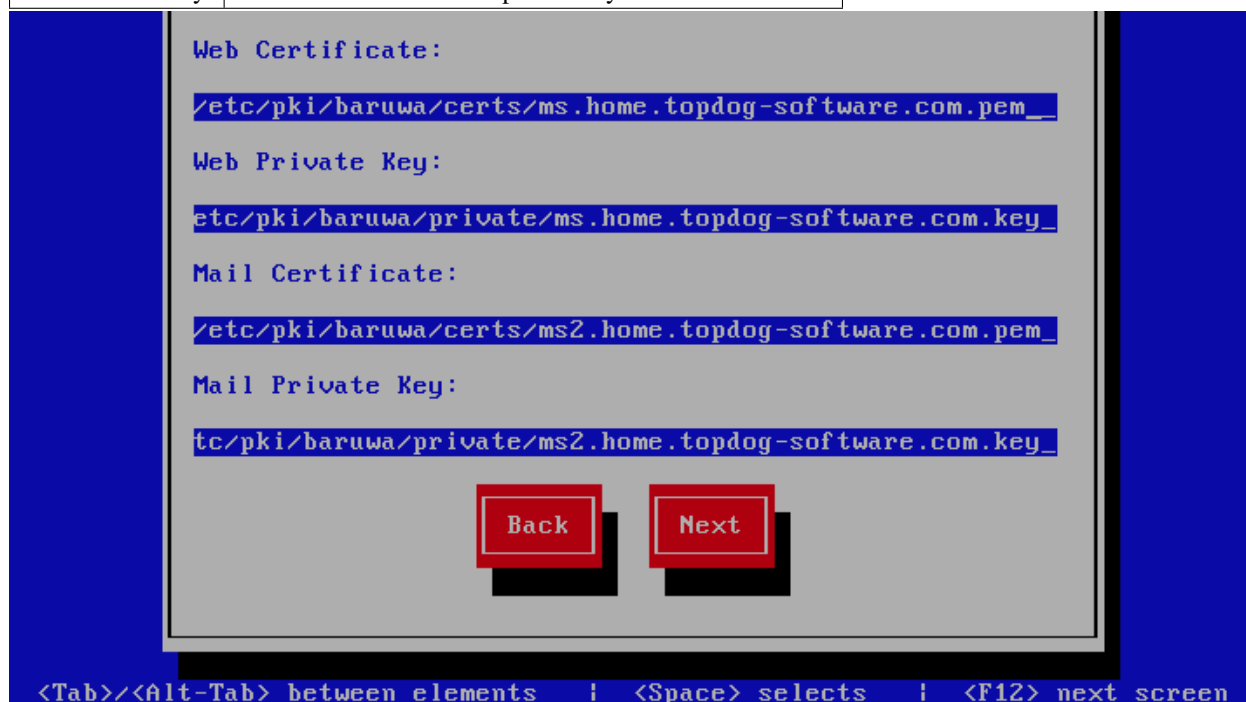 Web Certificate:
/etc/pki/baruwa/certs/ms.home.topdog-software.com.pem__
Web Private Key:
etc/pki/baruwa/private/ms.home.topdog-software.com.key_
Mail Certificate:
/etc/pki/baruwa/certs/ms2.home.topdog-software.com.pem_
Mail Private Key:
tc/pki/baruwa/private/ms2.home.topdog-software.com.key_
Back Next
<Tab>/<Alt-Tab> between elements | <Space> selects | <F12> next screen